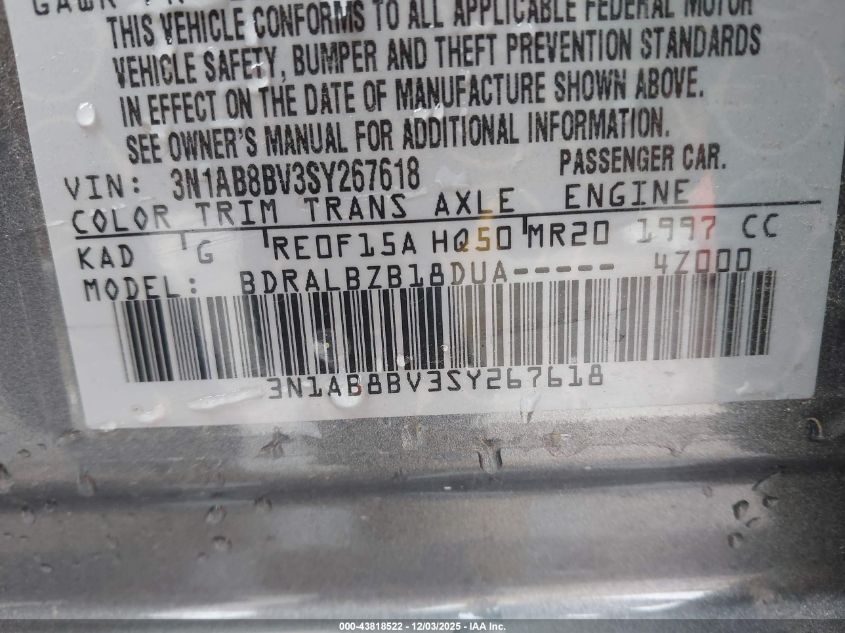 THIS VEHICLE CONFORMS TO ALL APPLICABLE FEDERAL MOTOR
VEHICLE SAFETY, BUMPER AND THEFT PREVENTION STANDARDS
IN EFFECT ON THE DATE OF MANUFACTURE SHOWN ABOVE.
SEE OWNER'S MANUAL FOR ADDITIONAL INFORMATION.
VIN: 3N1AB8BV3SY267618 PASSENGER CAR.
COLOR TRIM TRANS AXLE ENGINE
KAD G RE0F15A HQ50 MR20 1997 CC
MODEL: BDRALBZB18DUA----- 4Z000
3N1AB8BV3SY267618
000-43818522 - 12/03/2025 - IAA Inc.